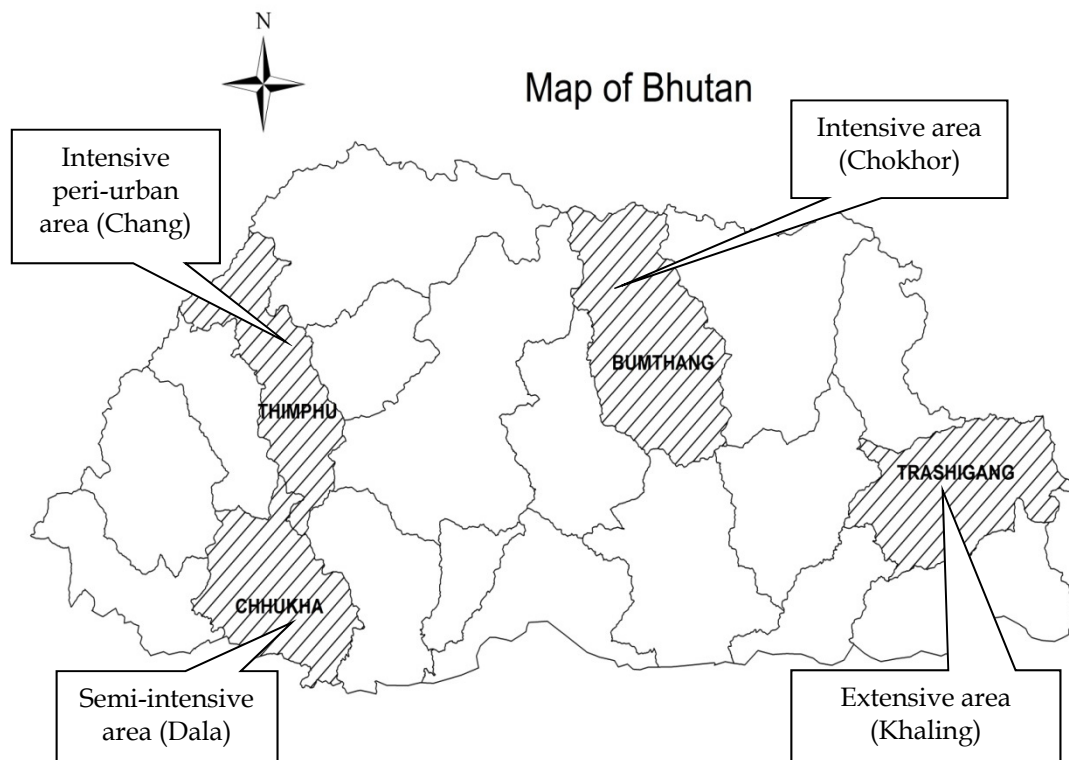 N
Map of Bhutan
Intensive
peri-urban
area (Chang)
Intensive area
(Chokhor)
BUMTHANG
THIMPHU
TRASHIGANG
CHHUKHA
Semi-intensive
area (Dala)
Extensive area
(Khaling)